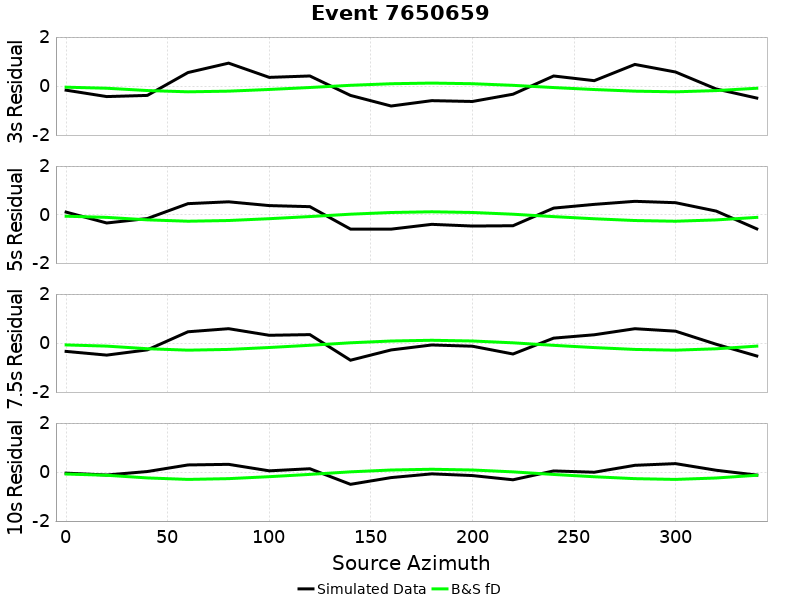 Event 7650659
3s Residual
2
0
-2
5s Residual
2
0
-2
7.5s Residual
2
0
-2
10s Residual
2
0
-2
0 50 100 150 200 250 300
Source Azimuth
Simulated Data B&S fD